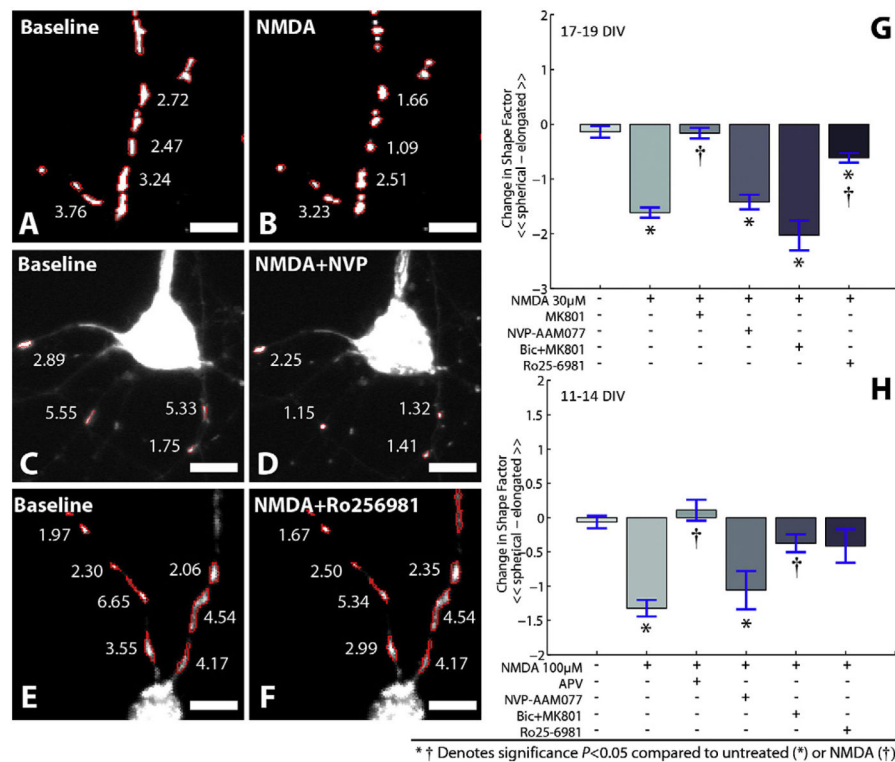 Baseline
2.72
2.47
3.24
3.76
A
NMDA
1.66
1.09
2.51
3.23
B
Baseline
2.89
5.55
5.33
1.75
C
NMDA+NVP
2.25
1.15
1.32
1.41
D
Baseline
1.97
2.30
2.06
6.65
4.54
3.55
4.17
E
NMDA+Ro256981
1.67
2.50
2.35
5.34
4.54
2.99
4.17
F
17-19 DIV
G
Change in Shape Factor
<< spherical – elongated >>
2
1
0
−1
−2
−3
†
*
*
*
*
†
NMDA 30µM - + + + + +
MK801 - - + - - -
NVP-AAM077 - - - + - -
Bic+MK801 - - - - + -
Ro25-6981 - - - - - +
11-14 DIV
H
Change in Shape Factor
<< spherical – elongated >>
2
1.5
1
0.5
0
−0.5
−1
−1.5
−2
†
†
*
*
NMDA 100µM - + + + + +
APV - - + - - -
NVP-AAM077 - - - + - -
Bic+MK801 - - - - + -
Ro25-6981 - - - - - +
* † Denotes significance P<0.05 compared to untreated (*) or NMDA (†)